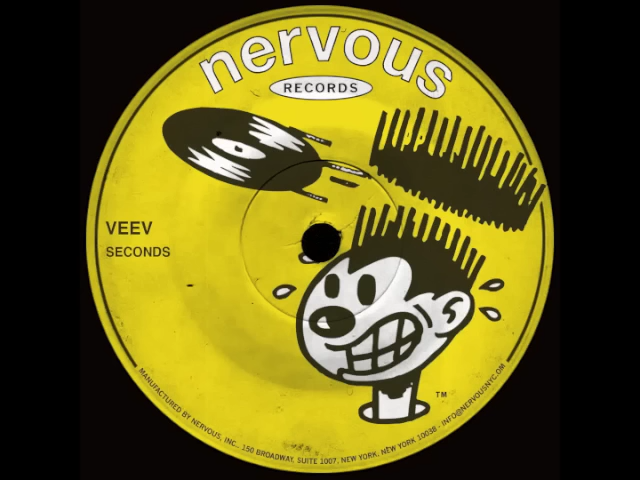 nervous
RECORDS
VEEV
SECONDS
TM
MANUFACTURED BY NERVOUS, INC., 150 BROADWAY, SUITE 1007, NEW YORK, NEW YORK 10038 · INFO@NERVOUSNYC.COM